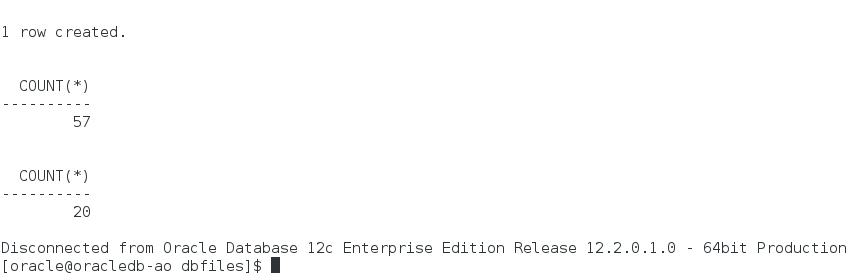 1 row created.
COUNT(*)
----------
57
COUNT(*)
----------
20
Disconnected from Oracle Database 12c Enterprise Edition Release 12.2.0.1.0 - 64bit Production
[oracle@oracledb-ao dbfiles]$